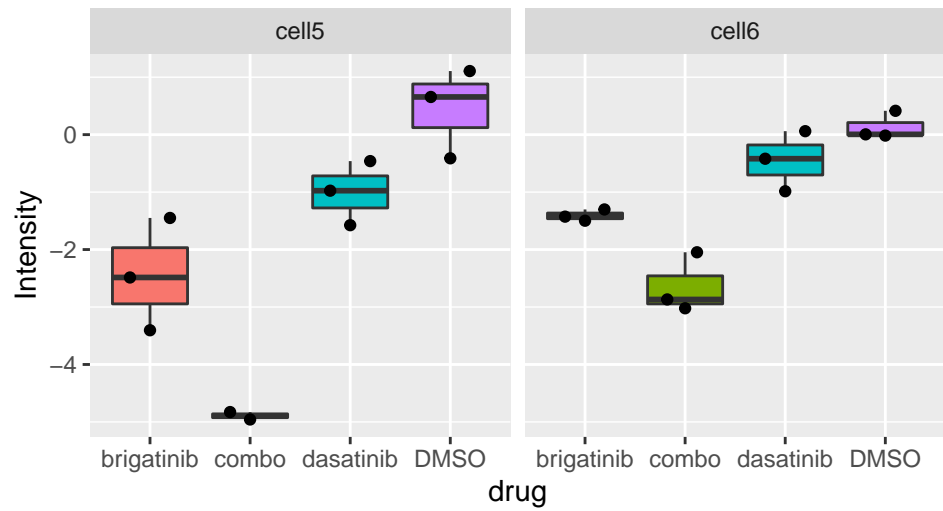 cell5 cell6
Intensity
0
−2
−4
brigatinib combo dasatinib DMSO brigatinib combo dasatinib DMSO
drug